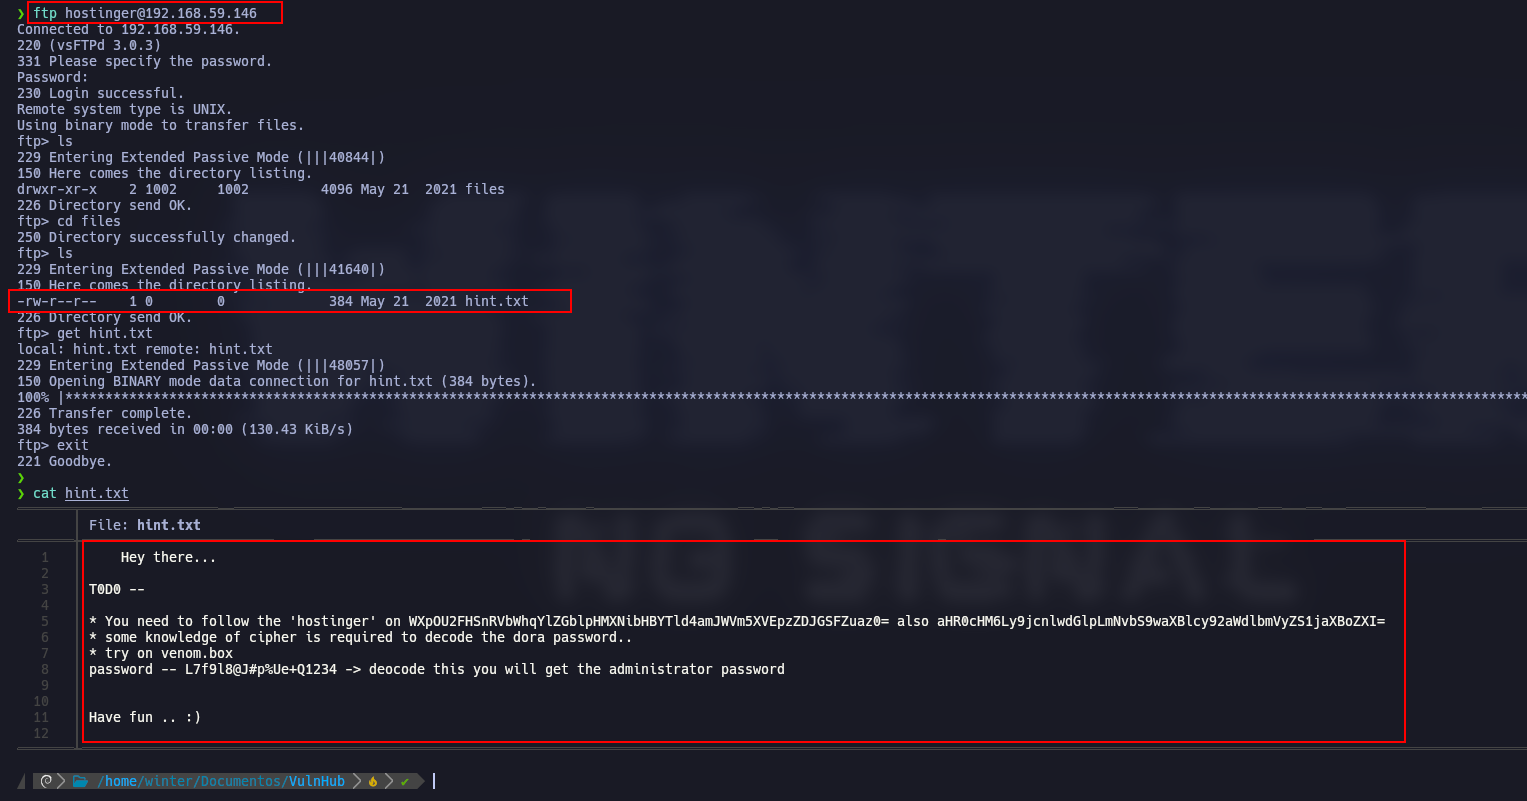 ❯ ftp hostinger@192.168.59.146
Connected to 192.168.59.146.
220 (vsFTPd 3.0.3)
331 Please specify the password.
Password:
230 Login successful.
Remote system type is UNIX.
Using binary mode to transfer files.
ftp> ls
229 Entering Extended Passive Mode (|||40844|)
150 Here comes the directory listing.
drwxr-xr-x    2 1002     1002         4096 May 21  2021 files
226 Directory send OK.
ftp> cd files
250 Directory successfully changed.
ftp> ls
229 Entering Extended Passive Mode (|||41640|)
150 Here comes the directory listing.
-rw-r--r--    1 0        0             384 May 21  2021 hint.txt
226 Directory send OK.
ftp> get hint.txt
local: hint.txt remote: hint.txt
229 Entering Extended Passive Mode (|||48057|)
150 Opening BINARY mode data connection for hint.txt (384 bytes).
100% |***********************************************************************************************************************************************************************************
226 Transfer complete.
384 bytes received in 00:00 (130.43 KiB/s)
ftp> exit
221 Goodbye.
❯
❯ cat hint.txt
File: hint.txt
1 Hey there...
2
3 T0D0 --
4
5 * You need to follow the 'hostinger' on WXpOU2FHSnRVbWhqYlZGblpHMXNibHBYTld4amJWVm5XVEpzZDJGSFZuaz0= also aHR0cHM6Ly9jcnlwdGlpLmNvbS9waXBlcy92aWdlbmVyZS1jaXBoZXI=
6 * some knowledge of cipher is required to decode the dora password..
7 * try on venom.box
8 password -- L7f9l8@J#p%Ue+Q1234 -> deocode this you will get the administrator password
9
10
11 Have fun .. :)
12
/home/winter/Documentos/VulnHub
NO SIGNAL